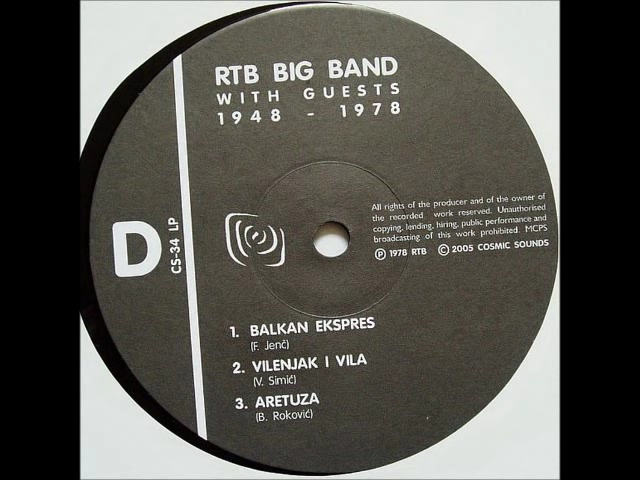 RTB BIG BAND
WITH GUESTS
1948 - 1978
D
CS-34 LP
All rights of the producer and of the owner of
the recorded work reserved. Unauthorised
copying, lending, hiring, public performance and
broadcasting of this work prohibited. MCPS
Ⓟ 1978 RTB © 2005 COSMIC SOUNDS
1. BALKAN EKSPRES
(F. Jenč)
2. VILENJAK I VILA
(V. Simić)
3. ARETUZA
(B. Roković)